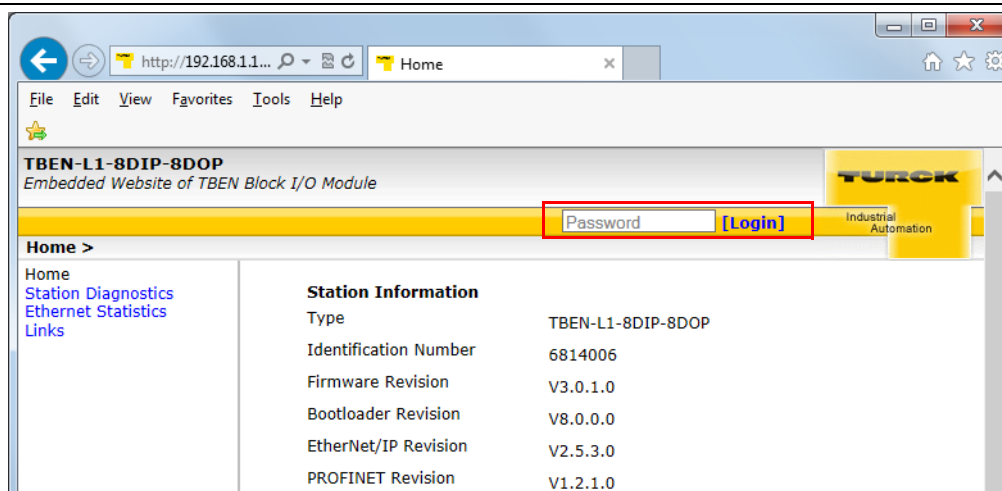 http://192.168.1.1... Home
File Edit View Favorites Tools Help
TBEN-L1-8DIP-8DOP
Embedded Website of TBEN Block I/O Module
TURCK
Password [Login]
Industrial
Automation
Home >
Home
Station Diagnostics
Ethernet Statistics
Links
Station Information
Type TBEN-L1-8DIP-8DOP
Identification Number 6814006
Firmware Revision V3.0.1.0
Bootloader Revision V8.0.0.0
EtherNet/IP Revision V2.5.3.0
PROFINET Revision V1.2.1.0